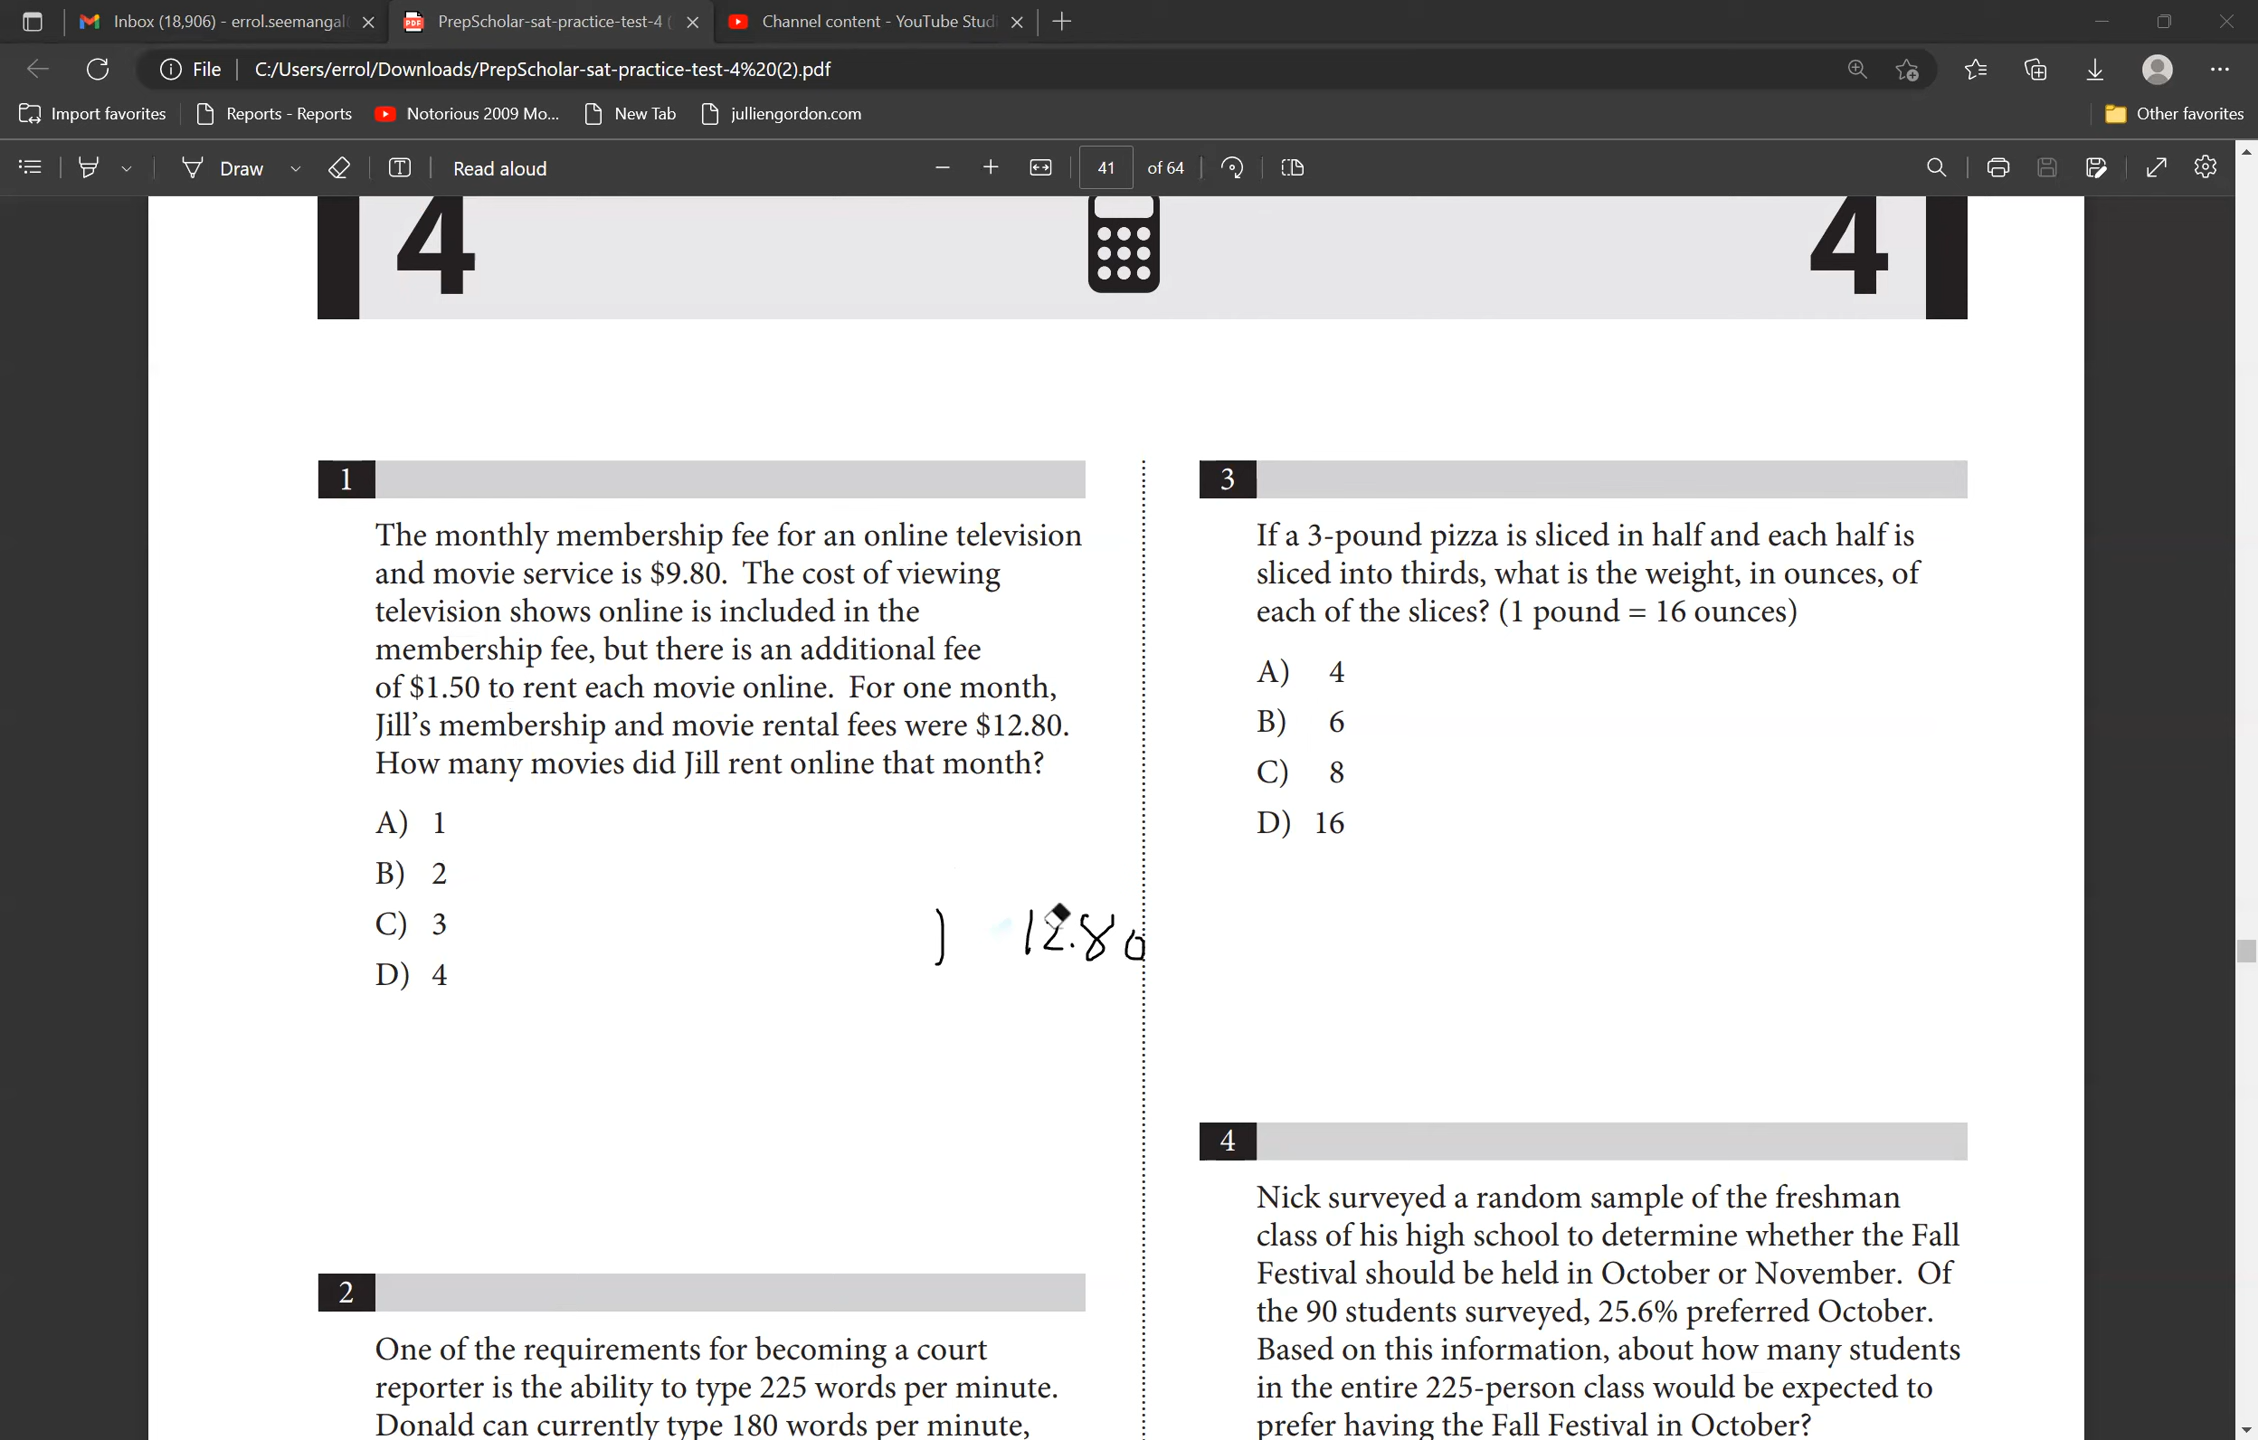 Inbox (18,906) - errol.seemangal
PrepScholar-sat-practice-test-4 (
Channel content - YouTube Studi
File
C:/Users/errol/Downloads/PrepScholar-sat-practice-test-4%20(2).pdf
Import favorites
Reports - Reports
Notorious 2009 Mo...
New Tab
julliengordon.com
Other favorites
Draw
Read aloud
41 of 64
4
4
1
The monthly membership fee for an online television
and movie service is $9.80. The cost of viewing
television shows online is included in the
membership fee, but there is an additional fee
of $1.50 to rent each movie online. For one month,
Jill's membership and movie rental fees were $12.80.
How many movies did Jill rent online that month?
A) 1
B) 2
C) 3
D) 4
) 12.80
2
One of the requirements for becoming a court
reporter is the ability to type 225 words per minute.
Donald can currently type 180 words per minute,
3
If a 3-pound pizza is sliced in half and each half is
sliced into thirds, what is the weight, in ounces, of
each of the slices? (1 pound = 16 ounces)
A) 4
B) 6
C) 8
D) 16
4
Nick surveyed a random sample of the freshman
class of his high school to determine whether the Fall
Festival should be held in October or November. Of
the 90 students surveyed, 25.6% preferred October.
Based on this information, about how many students
in the entire 225-person class would be expected to
prefer having the Fall Festival in October?